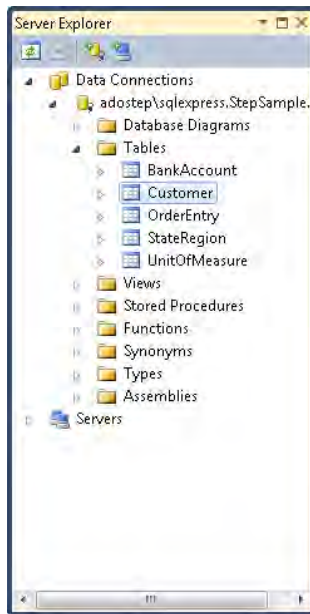 Server Explorer
Data Connections
adostep\sqlexpress.StepSample.
Database Diagrams
Tables
BankAccount
Customer
OrderEntry
StateRegion
UnitOfMeasure
Views
Stored Procedures
Functions
Synonyms
Types
Assemblies
Servers